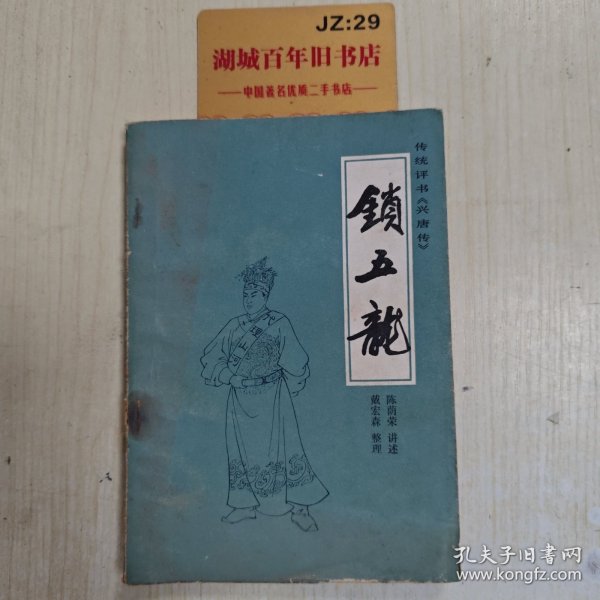 JZ:29
湖城百年旧书店
——中国著名优质二手书店——
传统评书《兴唐传》
鎖五龍
陈荫荣 讲述
戴宏森 整理
孔夫子旧书网
www.kongfz.com